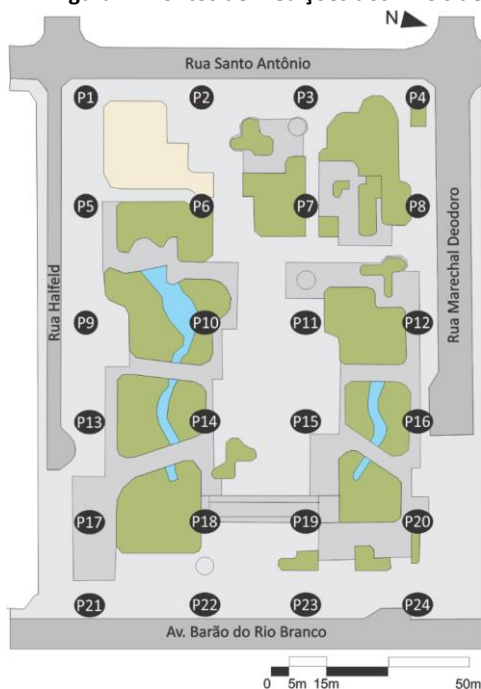 N
Rua Santo Antônio
P1 P2 P3 P4
P5 P6 P7 P8
Rua Halfeld
Rua Marechal Deodoro
P9 P10 P11 P12
P13 P14 P15 P16
P17 P18 P19 P20
P21 P22 P23 P24
Av. Barão do Rio Branco
0 5m 15m 50m